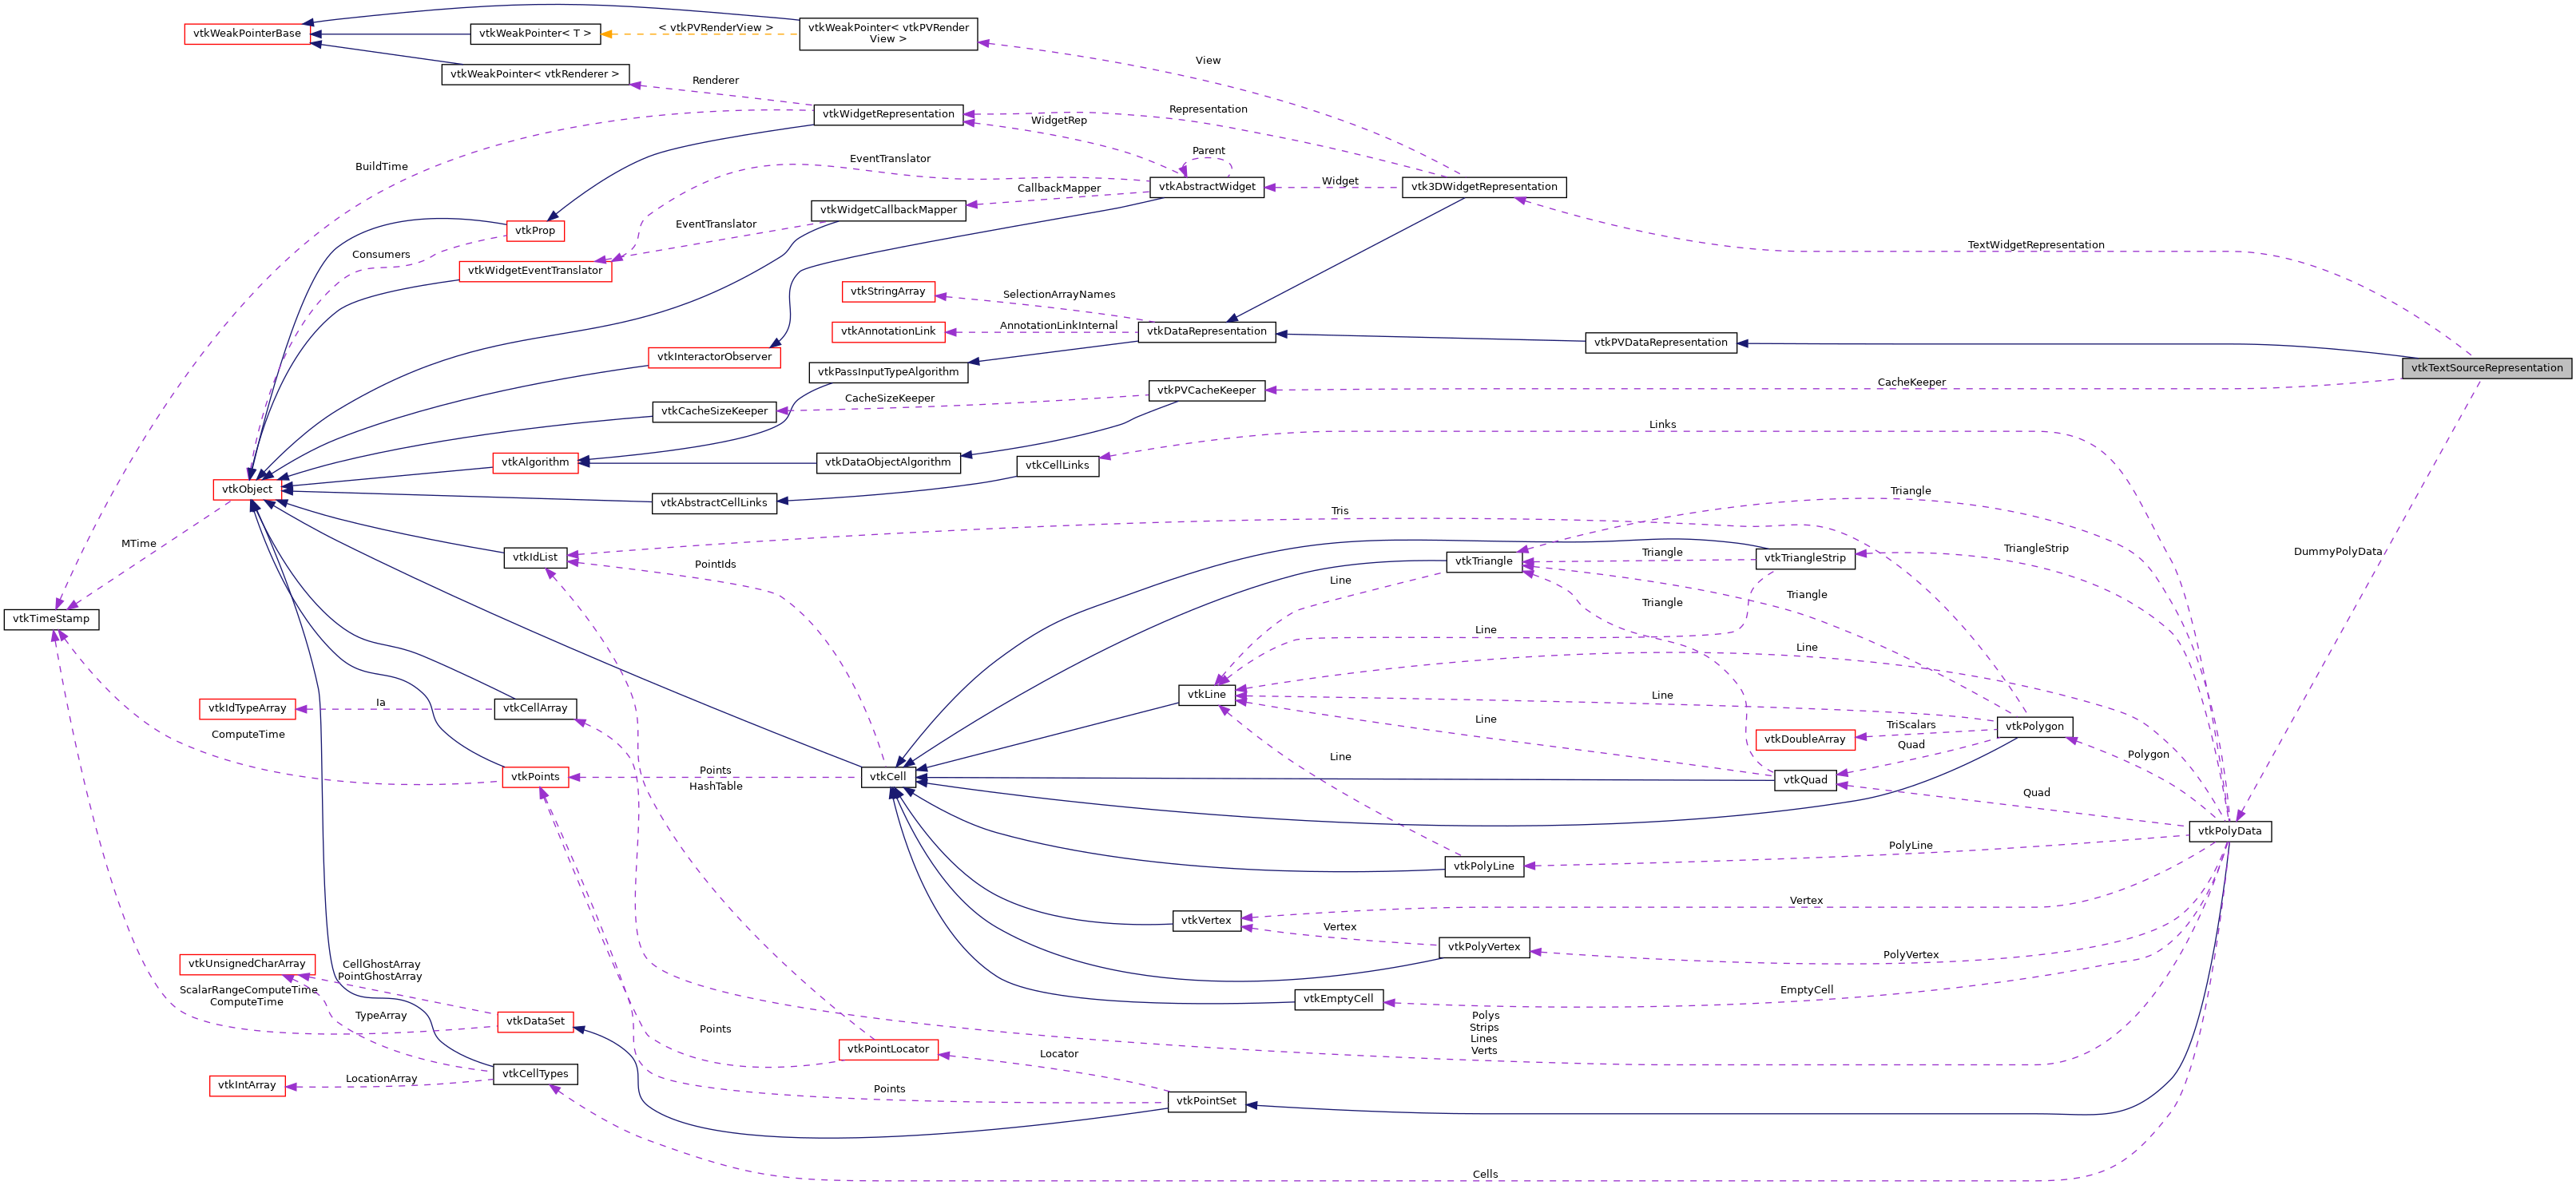 vtkWeakPointerBase
vtkWeakPointer< T >
< vtkPVRenderView >
vtkWeakPointer< vtkPVRender
View >
vtkWeakPointer< vtkRenderer >
View
Renderer
vtkWidgetRepresentation
Representation
WidgetRep
BuildTime
EventTranslator
Parent
CallbackMapper
vtkAbstractWidget
Widget
vtk3DWidgetRepresentation
vtkWidgetCallbackMapper
EventTranslator
vtkProp
Consumers
TextWidgetRepresentation
vtkWidgetEventTranslator
vtkStringArray
SelectionArrayNames
vtkAnnotationLink
AnnotationLinkInternal
vtkDataRepresentation
vtkPVDataRepresentation
vtkInteractorObserver
vtkPassInputTypeAlgorithm
vtkTextSourceRepresentation
CacheKeeper
vtkPVCacheKeeper
CacheSizeKeeper
vtkCacheSizeKeeper
Links
vtkAlgorithm
vtkDataObjectAlgorithm
vtkCellLinks
vtkObject
Triangle
vtkAbstractCellLinks
Tris
MTime
vtkIdList
PointIds
vtkTriangle
Triangle
vtkTriangleStrip
TriangleStrip
DummyPolyData
Line
Triangle
Triangle
vtkTimeStamp
Line
Line
vtkLine
Line
vtkIdTypeArray
Ia
vtkCellArray
Line
TriScalars
vtkPolygon
ComputeTime
vtkDoubleArray
Quad
Polygon
Line
vtkPoints
Points
HashTable
vtkCell
vtkQuad
Quad
vtkPolyData
PolyLine
vtkPolyLine
Vertex
vtkVertex
Vertex
vtkPolyVertex
PolyVertex
vtkUnsignedCharArray
CellGhostArray
PointGhostArray
ScalarRangeComputeTime
ComputeTime
EmptyCell
vtkEmptyCell
TypeArray
vtkDataSet
Points
Polys
Strips
Lines
Verts
vtkPointLocator
Locator
vtkCellTypes
vtkIntArray
LocationArray
Points
vtkPointSet
Cells